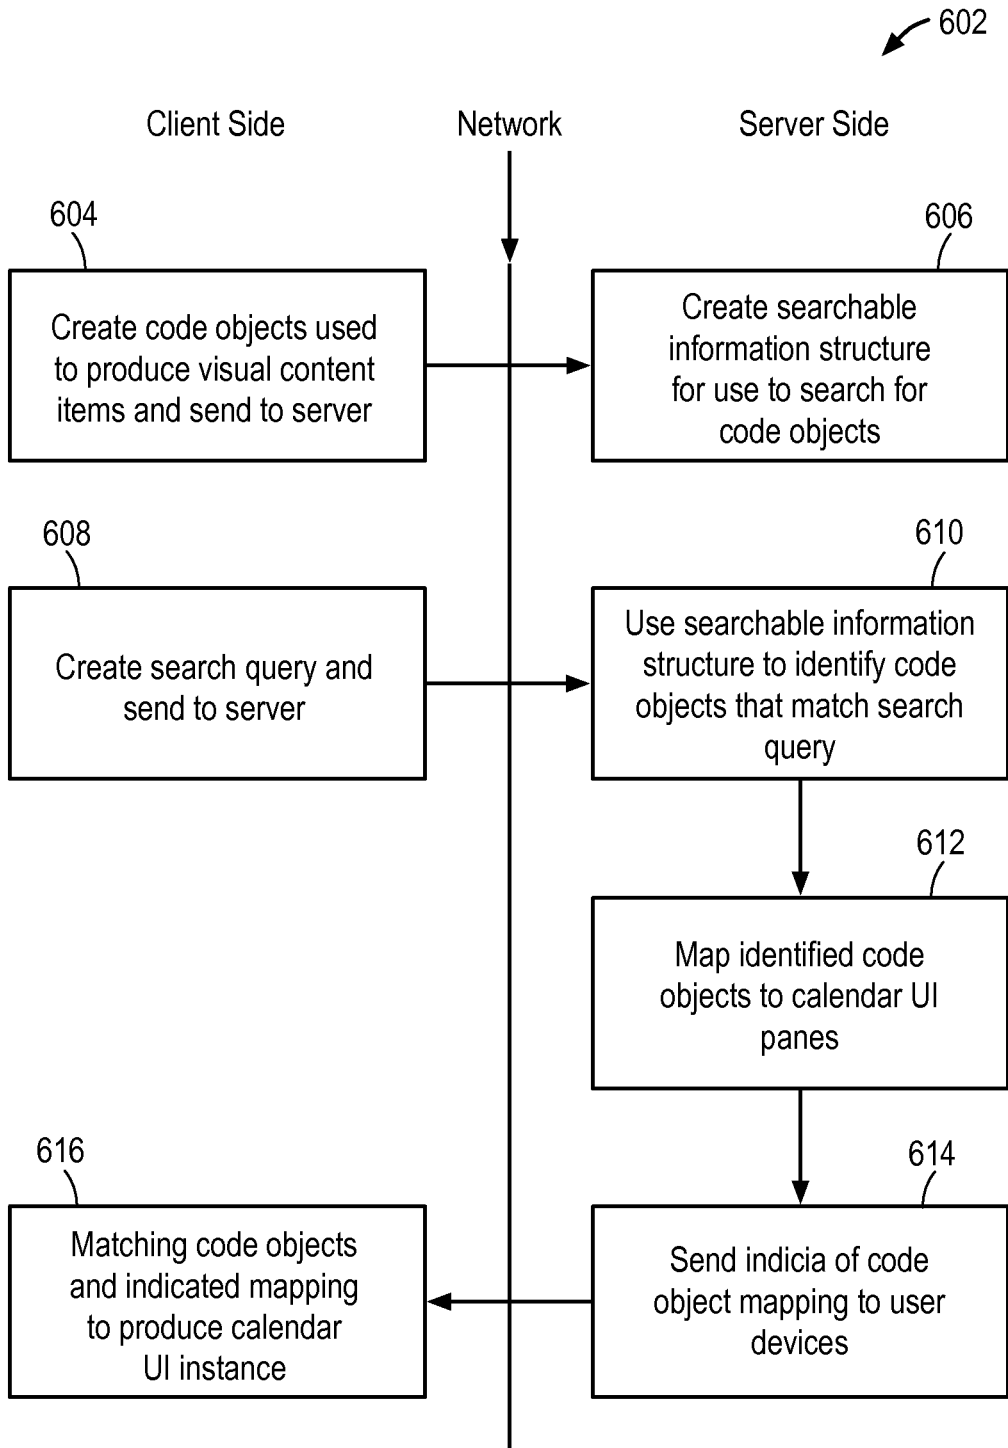 602
Client Side
Network
Server Side
604
606
Create code objects used
to produce visual content
items and send to server
Create searchable
information structure
for use to search for
code objects
608
610
Create search query and
send to server
Use searchable information
structure to identify code
objects that match search
query
612
Map identified code
objects to calendar UI
panes
616
614
Matching code objects
and indicated mapping
to produce calendar
UI instance
Send indicia of code
object mapping to user
devices